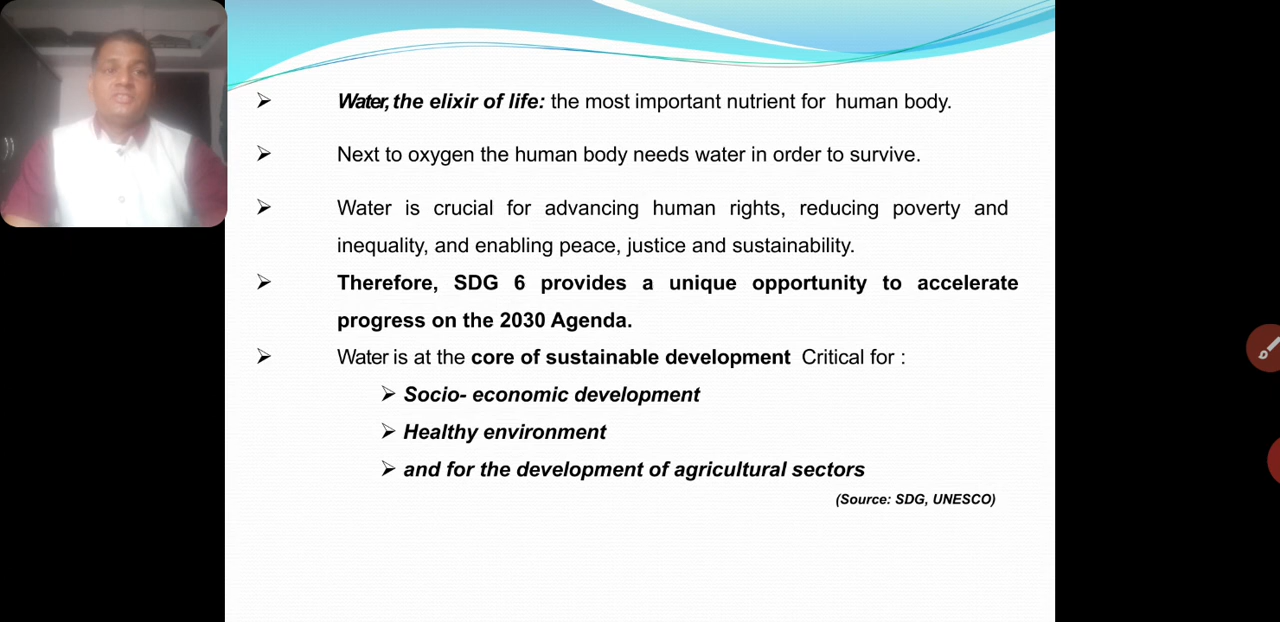 ➢ Water, the elixir of life: the most important nutrient for human body.
➢ Next to oxygen the human body needs water in order to survive.
➢ Water is crucial for advancing human rights, reducing poverty and
inequality, and enabling peace, justice and sustainability.
➢ Therefore, SDG 6 provides a unique opportunity to accelerate
progress on the 2030 Agenda.
➢ Water is at the core of sustainable development Critical for :
➢ Socio- economic development
➢ Healthy environment
➢ and for the development of agricultural sectors
(Source: SDG, UNESCO)